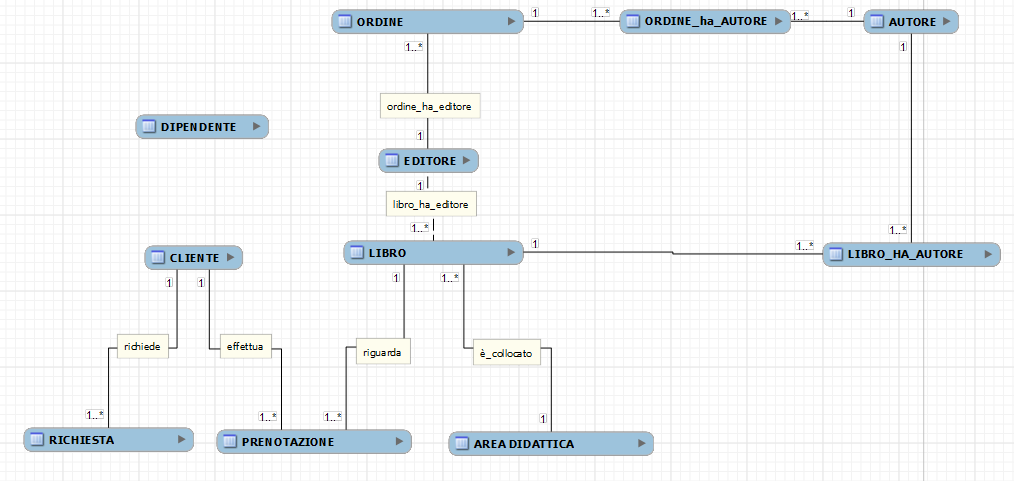 ORDINE
1
1..*
ORDINE_ha_AUTORE
1..*
1
AUTORE
1..*
1
ordine_ha_editore
DIPENDENTE
1
EDITORE
1
libro_ha_editore
1..*
1..*
CLIENTE
LIBRO
1
1..*
LIBRO_HA_AUTORE
1
1
1
1..*
richiede
effettua
riguarda
è_collocato
1..*
1..*
1..*
1
RICHIESTA
PRENOTAZIONE
AREA DIDATTICA